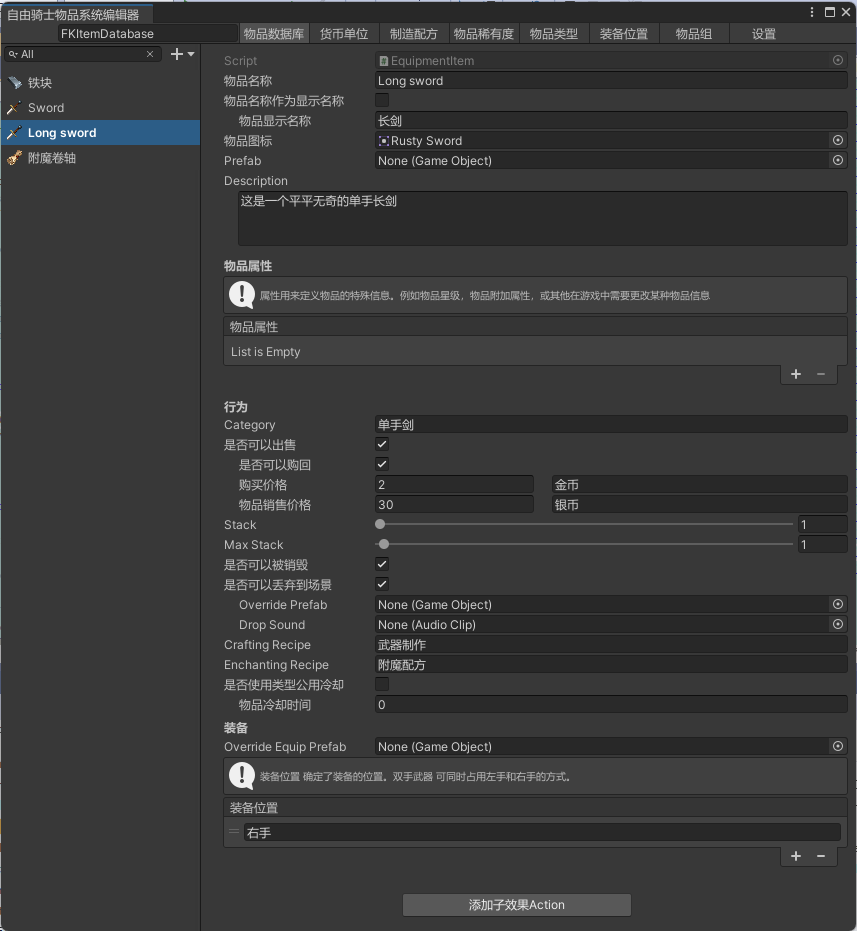 自由骑士物品系统编辑器
FKItemDatabase
物品数据库 货币单位 制造配方 物品稀有度 物品类型 装备位置 物品组 设置
All
铁块
Sword
Long sword
附魔卷轴
Script EquipmentItem
物品名称 Long sword
物品名称作为显示名称
物品显示名称 长剑
物品图标 Rusty Sword
Prefab None (Game Object)
Description
这是一个平平无奇的单手长剑
物品属性
属性用来定义物品的特殊信息。例如物品星级，物品附加属性，或其他在游戏中需要更改某种物品信息
物品属性
List is Empty
行为
Category 单手剑
是否可以出售
是否可以购回
购买价格 2 金币
物品销售价格 30 银币
Stack 1
Max Stack 1
是否可以被销毁
是否可以丢弃到场景
Override Prefab None (Game Object)
Drop Sound None (Audio Clip)
Crafting Recipe 武器制作
Enchanting Recipe 附魔配方
是否使用类型公用冷却
物品冷却时间 0
装备
Override Equip Prefab None (Game Object)
装备位置 确定了装备的位置。双手武器 可同时占用左手和右手的方式。
装备位置
右手
添加子效果Action